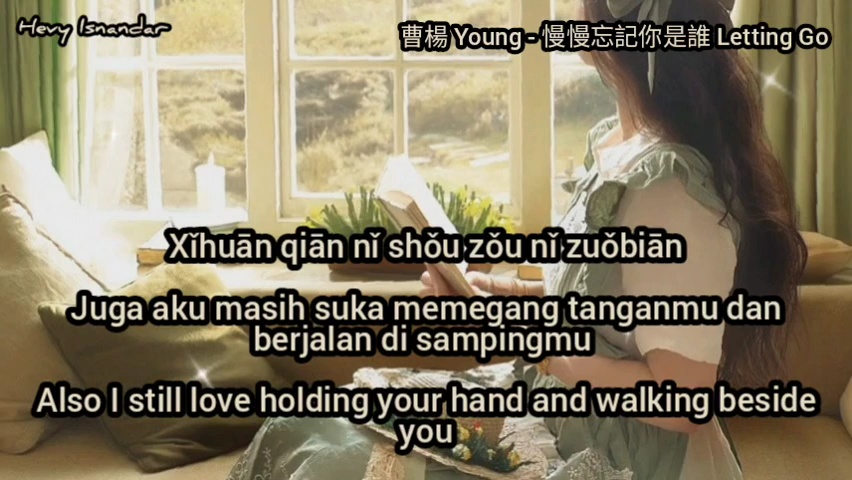 Hevy Isnandar
曹楊 Young - 慢慢忘記你是誰 Letting Go
Xǐhuān qiān nǐ shǒu zǒu nǐ zuǒbiān
Juga aku masih suka memegang tanganmu dan
berjalan di sampingmu
Also I still love holding your hand and walking beside
you